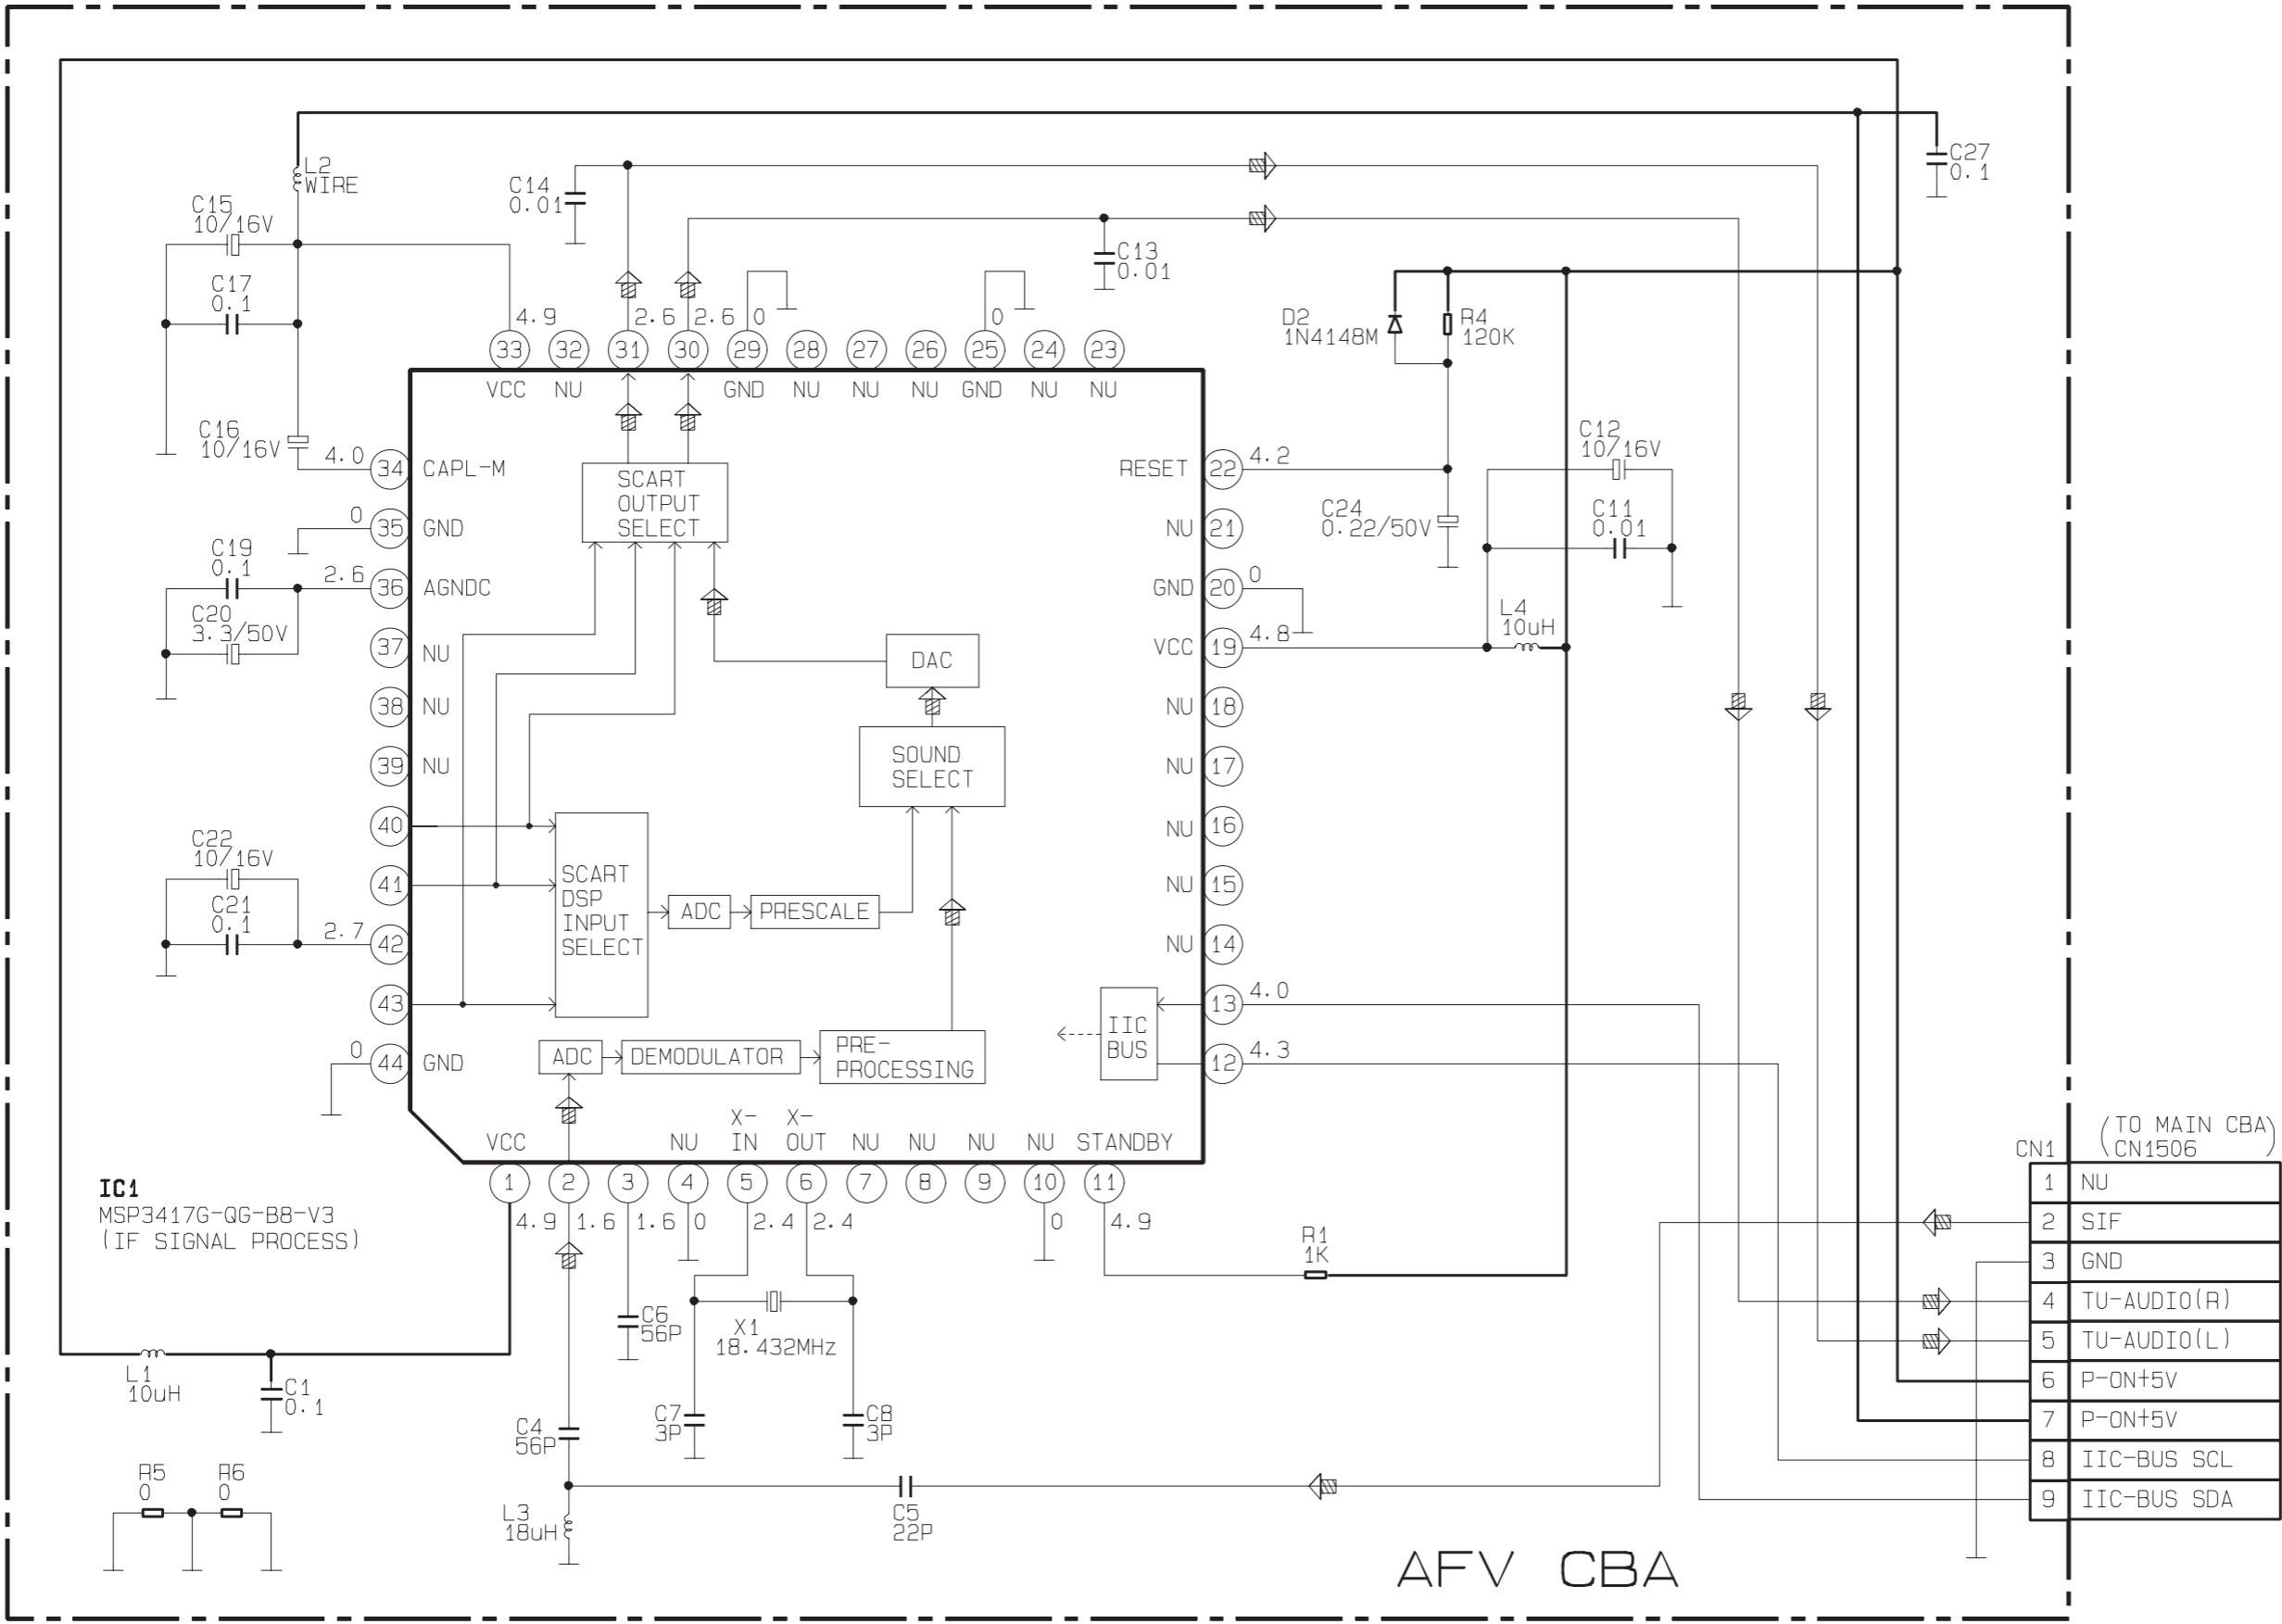 L2
WIRE
C15
10/16V
C17
0.1
C14
0.01
C13
0.01
C27
0.1
D2
1N4148M
R4
120K
4.9
2.6
2.6
0
0
33
32
31
30
29
28
27
26
25
24
23
VCC
NU
GND
NU
NU
NU
GND
NU
NU
C16
10/16V
4.0
34
CAPL-M
0
35
GND
C19
0.1
2.6
36
AGNDC
C20
3.3/50V
37
NU
38
NU
39
NU
40
C22
10/16V
41
C21
0.1
2.7
42
43
0
44
GND
SCART
OUTPUT
SELECT
DAC
SOUND
SELECT
SCART
DSP
INPUT
SELECT
ADC
PRESCALE
ADC
DEMODULATOR
PRE-
PROCESSING
IIC
BUS
RESET
22
4.2
NU
21
GND
20
0
VCC
19
4.8
NU
18
NU
17
NU
16
NU
15
NU
14
13
4.0
12
4.3
C24
0.22/50V
C12
10/16V
C11
0.01
L4
10uH
VCC
NU
X-
IN
X-
OUT
NU
NU
NU
NU
STANDBY
1
2
3
4
5
6
7
8
9
10
11
4.9
1.6
1.6
0
2.4
2.4
0
4.9
IC1
MSP3417G-QG-B8-V3
(IF SIGNAL PROCESS)
R1
1K
C6
56P
X1
18.432MHz
L1
10uH
C1
0.1
C7
3P
C8
3P
C4
56P
R5
0
R6
0
L3
18uH
C5
22P
CN1
(TO MAIN CBA
CN1506)
1 NU
2 SIF
3 GND
4 TU-AUDIO(R)
5 TU-AUDIO(L)
6 P-ON+5V
7 P-ON+5V
8 IIC-BUS SCL
9 IIC-BUS SDA
AFV CBA